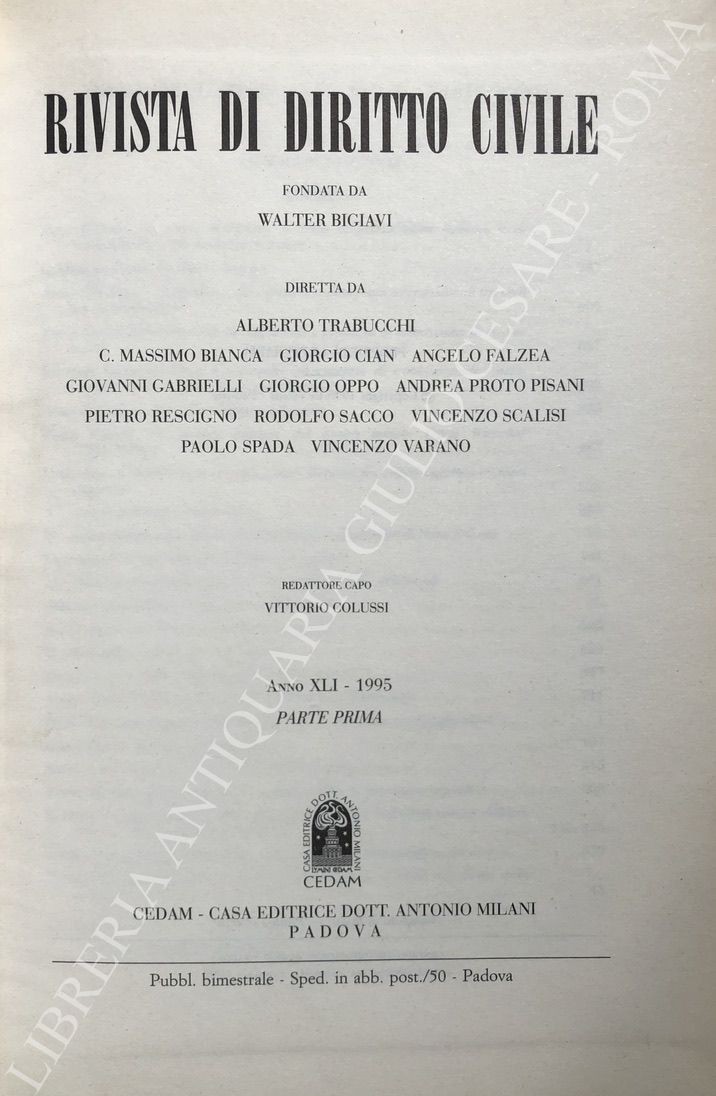 RIVISTA DI DIRITTO CIVILE
FONDATA DA
WALTER BIGIAVI
DIRETTA DA
ALBERTO TRABUCCHI
C. MASSIMO BIANCA GIORGIO CIAN ANGELO FALZEA
GIOVANNI GABRIELLI GIORGIO OPPO ANDREA PROTO PISANI
PIETRO RESCIGNO RODOLFO SACCO VINCENZO SCALISI
PAOLO SPADA VINCENZO VARANO
REDATTORE CAPO
VITTORIO COLUSSI
ANNO XLI - 1995
PARTE PRIMA
CASA EDITRICE DOTT. ANTONIO MILANI
CEDAM
CEDAM - CASA EDITRICE DOTT. ANTONIO MILANI
PADOVA
Pubbl. bimestrale - Sped. in abb. post./50 - Padova
LIBRERIA ANTIQUARIA GIULIO CESARE - ROMA